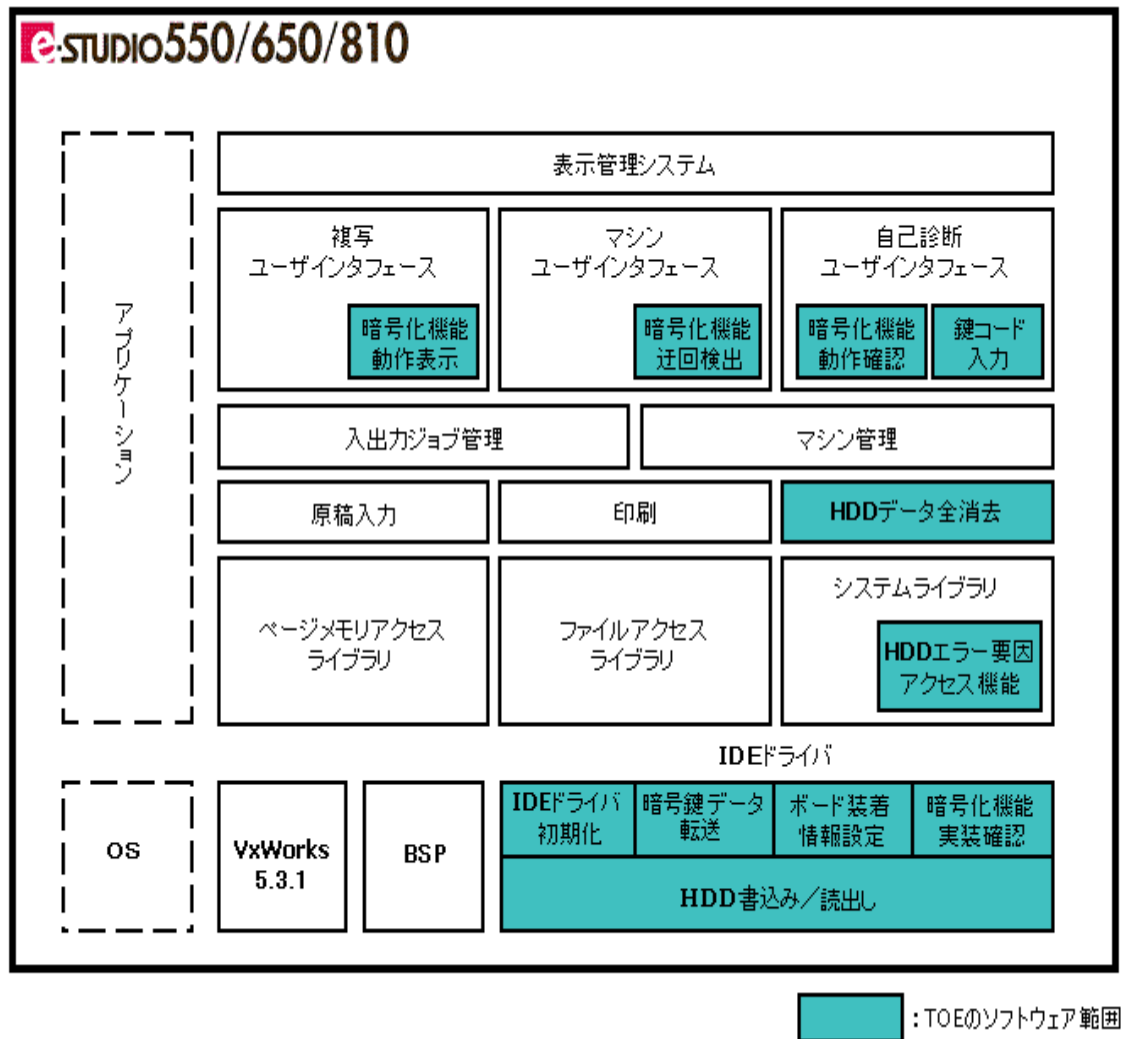 e-STUDIO550/650/810
表示管理システム
複写
ユーザインタフェース
暗号化機能
動作表示
マシン
ユーザインタフェース
暗号化機能
迂回検出
自己診断
ユーザインタフェース
暗号化機能
動作確認
鍵コード
入力
アプリケーション
入出力ジョブ管理
マシン管理
原稿入力
印刷
HDDデータ全消去
ページメモリアクセス
ライブラリ
ファイルアクセス
ライブラリ
システムライブラリ
HDDエラー要因
アクセス機能
IDEドライバ
OS
VxWorks
5.3.1
BSP
IDEドライバ
初期化
暗号鍵データ
転送
ボード装着
情報設定
暗号化機能
実装確認
HDD書込み/読出し
:TOEのソフトウェア範囲